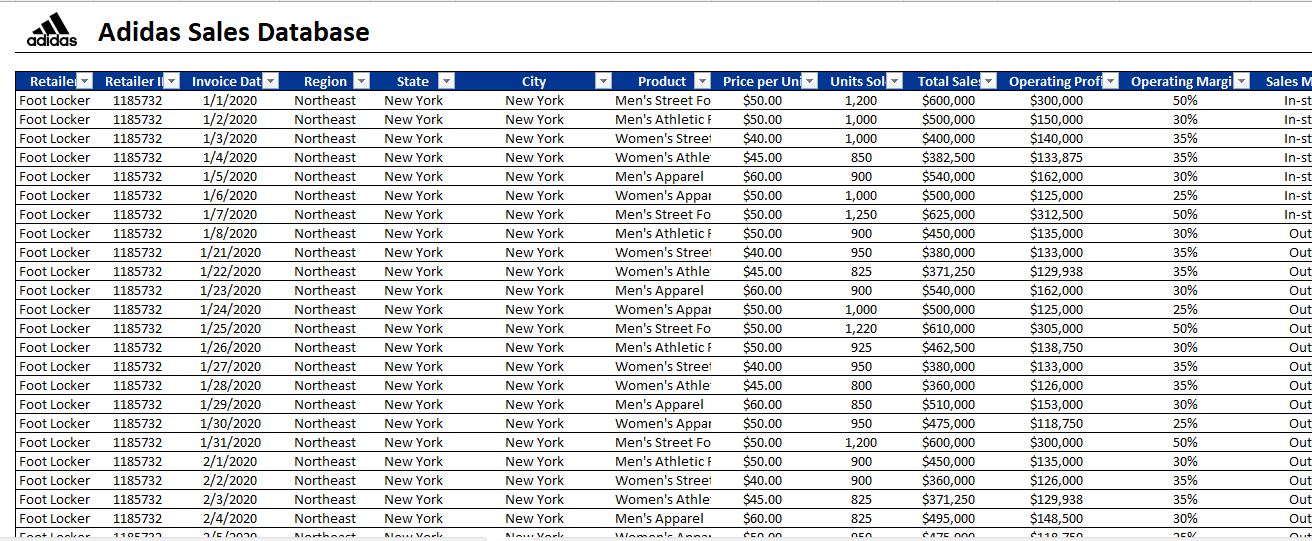 adidas
Adidas Sales Database
Retailer Retailer I Invoice Dat Region State City Product Price per Uni Units Sol Total Sales Operating Profi Operating Margi Sales M
Foot Locker 1185732 1/1/2020 Northeast New York New York Men's Street Fo $50.00 1,200 $600,000 $300,000 50% In-st
Foot Locker 1185732 1/2/2020 Northeast New York New York Men's Athletic F $50.00 1,000 $500,000 $150,000 30% In-st
Foot Locker 1185732 1/3/2020 Northeast New York New York Women's Street $40.00 1,000 $400,000 $140,000 35% In-st
Foot Locker 1185732 1/4/2020 Northeast New York New York Women's Athle $45.00 850 $382,500 $133,875 35% In-st
Foot Locker 1185732 1/5/2020 Northeast New York New York Men's Apparel $60.00 900 $540,000 $162,000 30% In-st
Foot Locker 1185732 1/6/2020 Northeast New York New York Women's Appar $50.00 1,000 $500,000 $125,000 25% In-st
Foot Locker 1185732 1/7/2020 Northeast New York New York Men's Street Fo $50.00 1,250 $625,000 $312,500 50% In-st
Foot Locker 1185732 1/8/2020 Northeast New York New York Men's Athletic F $50.00 900 $450,000 $135,000 30% Out
Foot Locker 1185732 1/21/2020 Northeast New York New York Women's Street $40.00 950 $380,000 $133,000 35% Out
Foot Locker 1185732 1/22/2020 Northeast New York New York Women's Athle $45.00 825 $371,250 $129,938 35% Out
Foot Locker 1185732 1/23/2020 Northeast New York New York Men's Apparel $60.00 900 $540,000 $162,000 30% Out
Foot Locker 1185732 1/24/2020 Northeast New York New York Women's Appar $50.00 1,000 $500,000 $125,000 25% Out
Foot Locker 1185732 1/25/2020 Northeast New York New York Men's Street Fo $50.00 1,220 $610,000 $305,000 50% Out
Foot Locker 1185732 1/26/2020 Northeast New York New York Men's Athletic F $50.00 925 $462,500 $138,750 30% Out
Foot Locker 1185732 1/27/2020 Northeast New York New York Women's Street $40.00 950 $380,000 $133,000 35% Out
Foot Locker 1185732 1/28/2020 Northeast New York New York Women's Athle $45.00 800 $360,000 $126,000 35% Out
Foot Locker 1185732 1/29/2020 Northeast New York New York Men's Apparel $60.00 850 $510,000 $153,000 30% Out
Foot Locker 1185732 1/30/2020 Northeast New York New York Women's Appar $50.00 950 $475,000 $118,750 25% Out
Foot Locker 1185732 1/31/2020 Northeast New York New York Men's Street Fo $50.00 1,200 $600,000 $300,000 50% Out
Foot Locker 1185732 2/1/2020 Northeast New York New York Men's Athletic F $50.00 900 $450,000 $135,000 30% Out
Foot Locker 1185732 2/2/2020 Northeast New York New York Women's Street $40.00 900 $360,000 $126,000 35% Out
Foot Locker 1185732 2/3/2020 Northeast New York New York Women's Athle $45.00 825 $371,250 $129,938 35% Out
Foot Locker 1185732 2/4/2020 Northeast New York New York Men's Apparel $60.00 825 $495,000 $148,500 30% Out